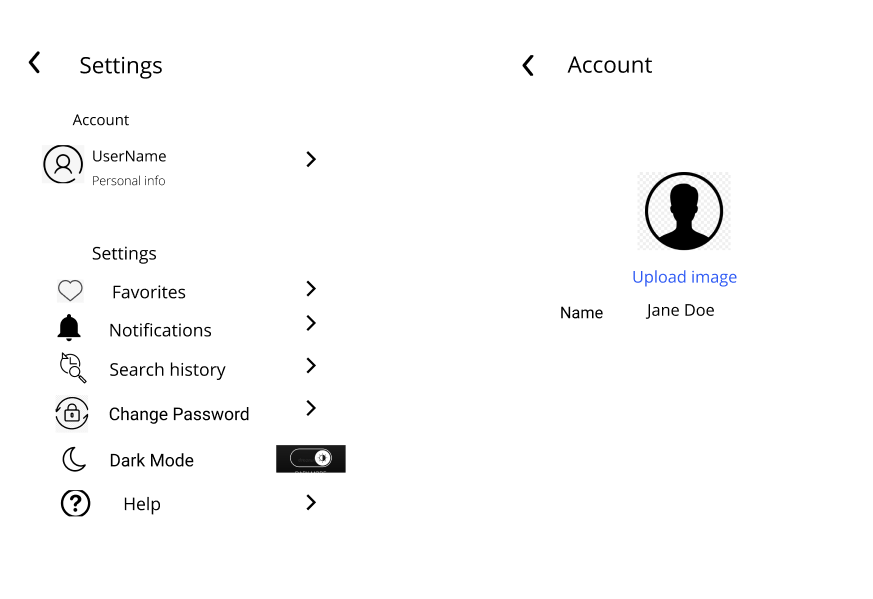 Settings
Account
UserName
Personal info
Settings
Favorites
Notifications
Search history
Change Password
Dark Mode
Help
Account
Upload image
Name Jane Doe